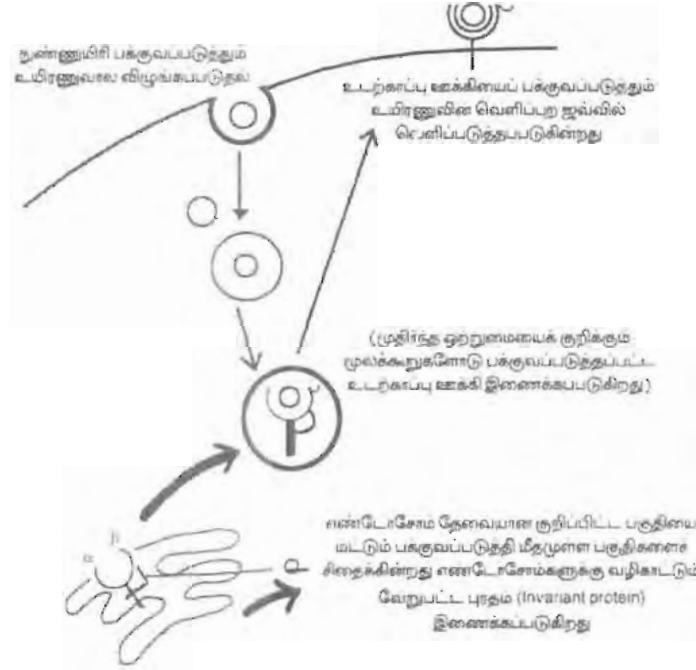 நுண்ணுயிரி பக்குவப்படுத்தும்
உயிரணுவால் விழுங்கப்படுதல்
உடற்காப்பு ஊக்கியைப் பக்குவப்படுத்தும்
உயிரணுவின் வெளிப்புற ஜவ்வில்
வெளிப்படுத்தப்படுகின்றது
(முதிர்ந்த ஒற்றுமையைக் குறிக்கும்
மூலக்கூறுகளோடு பக்குவப்படுத்தப்பட்ட
உடற்காப்பு ஊக்கி இணைக்கப்படுகிறது)
β
α
எண்டோசோம் தேவையான குறிப்பிட்ட பகுதியை
மட்டும் பக்குவப்படுத்தி மீதமுள்ள பகுதிகளைச்
சிதைக்கின்றது எண்டோசோம்களுக்கு வழிகாட்டும்
வேறுபட்ட புரதம் (Invariant protein)
இணைக்கப்படுகிறது